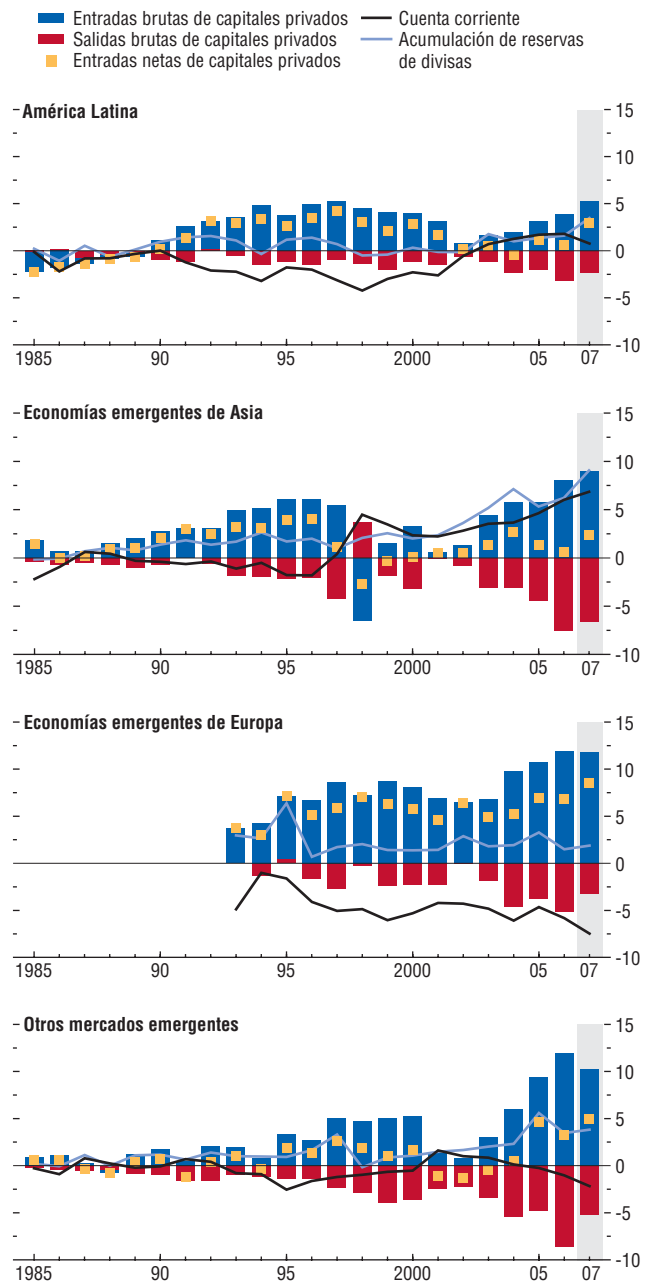 Entradas brutas de capitales privados
Salidas brutas de capitales privados
Entradas netas de capitales privados
Cuenta corriente
Acumulación de reservas
de divisas
América Latina
15
10
5
0
-5
-10
1985 90 95 2000 05 07
Economías emergentes de Asia
15
10
5
0
-5
-10
1985 90 95 2000 05 07
Economías emergentes de Europa
15
10
5
0
-5
-10
1985 90 95 2000 05 07
Otros mercados emergentes
15
10
5
0
-5
-10
1985 90 95 2000 05 07